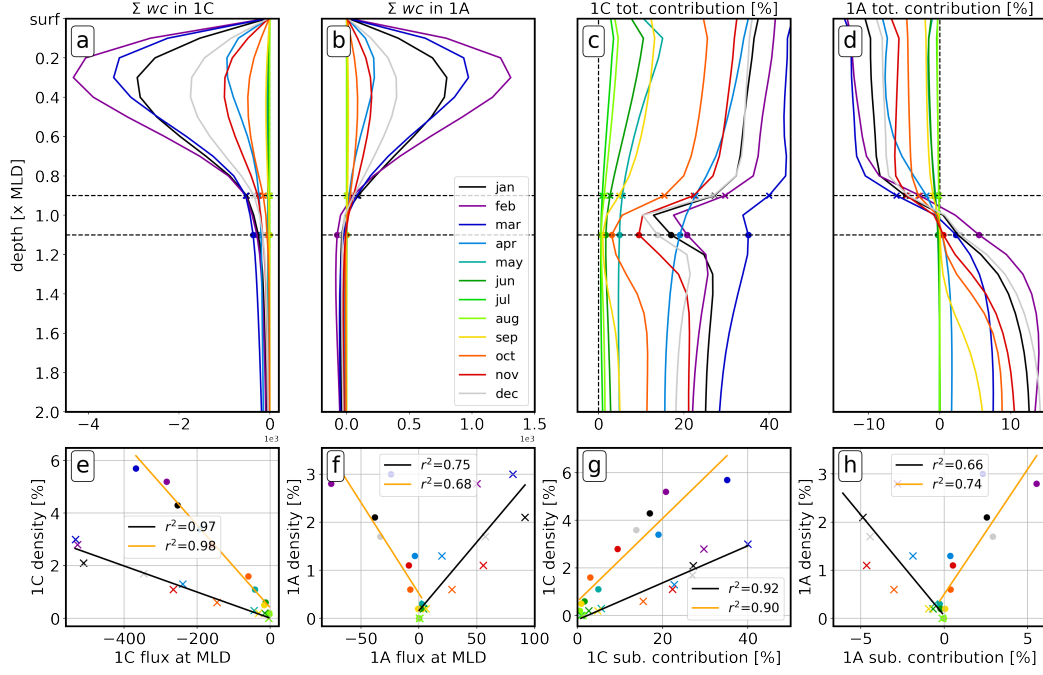 Σ wc in 1C
Σ wc in 1A
1C tot. contribution [%]
1A tot. contribution [%]
a
b
c
d
depth [x MLD]
surf
0.2
0.4
0.6
0.8
1.0
1.2
1.4
1.6
1.8
2.0
jan
feb
mar
apr
may
jun
jul
aug
sep
oct
nov
dec
−4 −2 0
1e3
0.0 0.5 1.0 1.5
1e3
0 20 40
−10 0 10
e
f
g
h
1C density [%]
6
4
2
0
r²=0.97
r²=0.98
−400 −200 0
1C flux at MLD
1A density [%]
3
2
1
0
r²=0.75
r²=0.68
−50 0 50 100
1A flux at MLD
1C density [%]
6
4
2
0
r²=0.92
r²=0.90
0 20 40
1C sub. contribution [%]
1A density [%]
3
2
1
0
r²=0.66
r²=0.74
−5 0 5
1A sub. contribution [%]